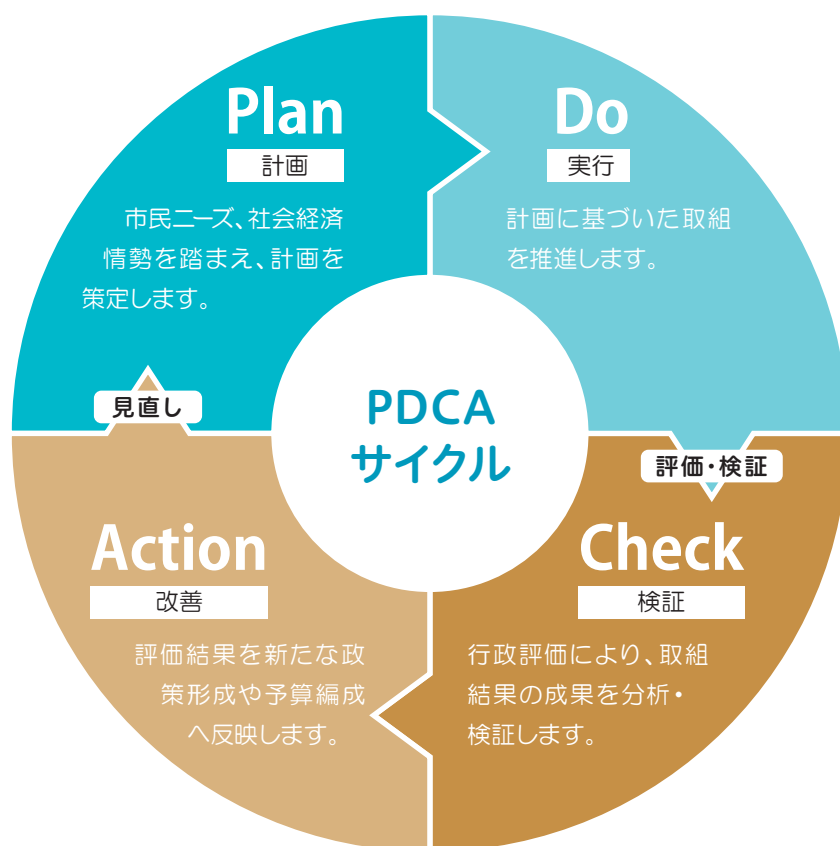 Plan
計画
市民ニーズ、社会経済
情勢を踏まえ、計画を
策定します。
Do
実行
計画に基づいた取組
を推進します。
見直し
PDCA
サイクル
評価・検証
Action
改善
評価結果を新たな政
策形成や予算編成
へ反映します。
Check
検証
行政評価により、取組
結果の成果を分析・
検証します。